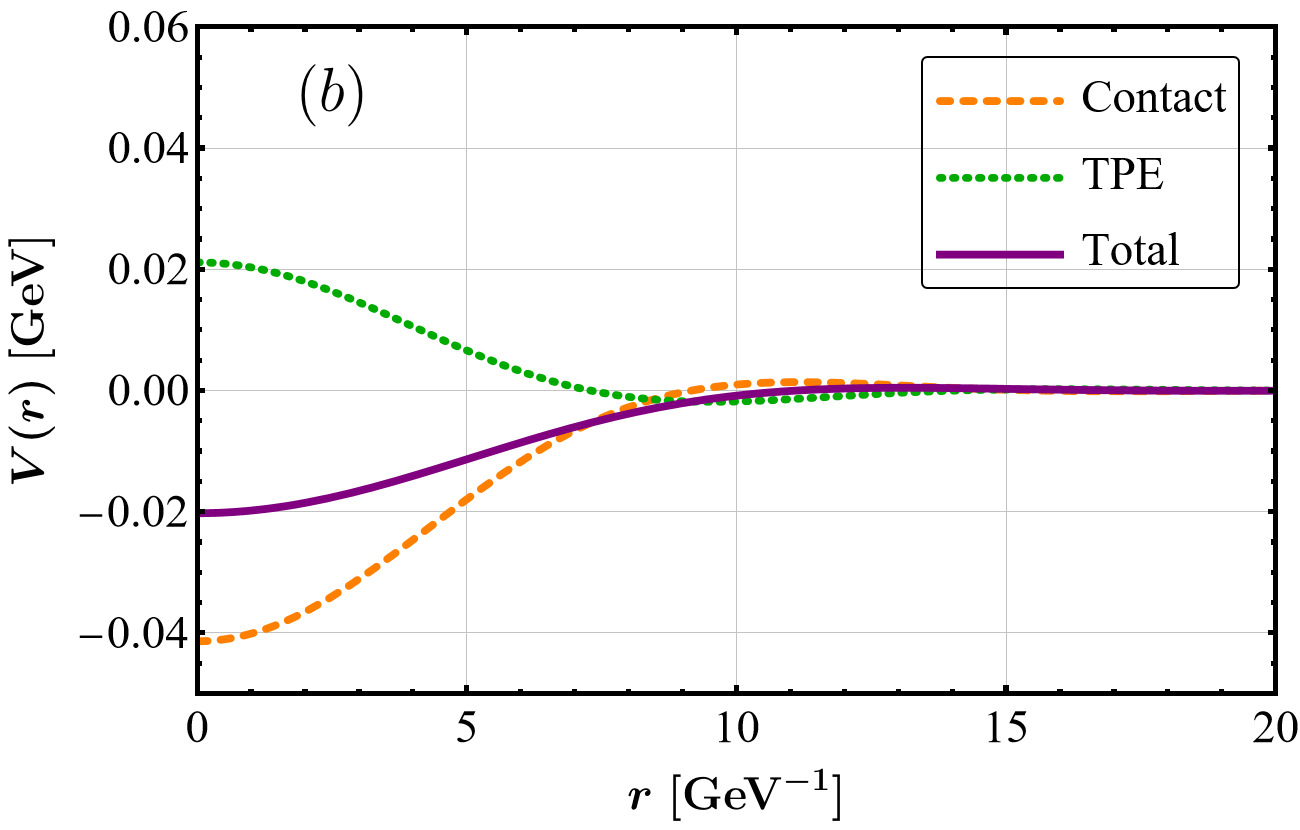 (b)
Contact
TPE
Total
0.06
0.04
0.02
0.00
−0.02
−0.04
V(r) [GeV]
0 5 10 15 20
r [GeV⁻¹]